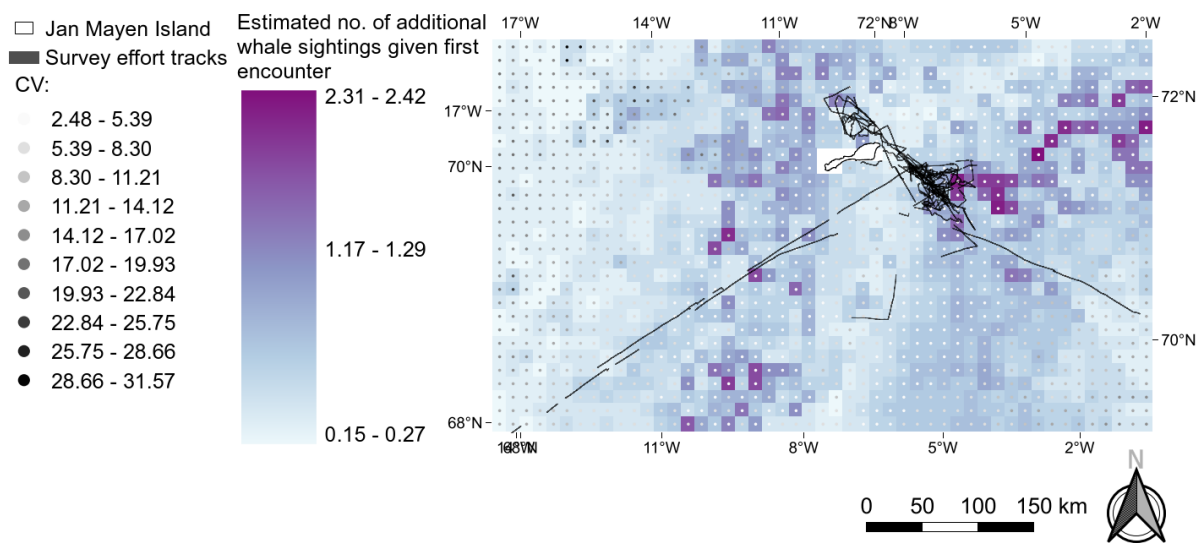 Jan Mayen Island
Survey effort tracks
CV:
2.48 - 5.39
5.39 - 8.30
8.30 - 11.21
11.21 - 14.12
14.12 - 17.02
17.02 - 19.93
19.93 - 22.84
22.84 - 25.75
25.75 - 28.66
28.66 - 31.57
Estimated no. of additional
whale sightings given first
encounter
2.31 - 2.42
1.17 - 1.29
0.15 - 0.27
17°W 14°W 11°W 72°N 8°W 5°W 2°W
17°W
72°N
70°N
70°N
68°N
11°W 8°W 5°W 2°W
N
0 50 100 150 km